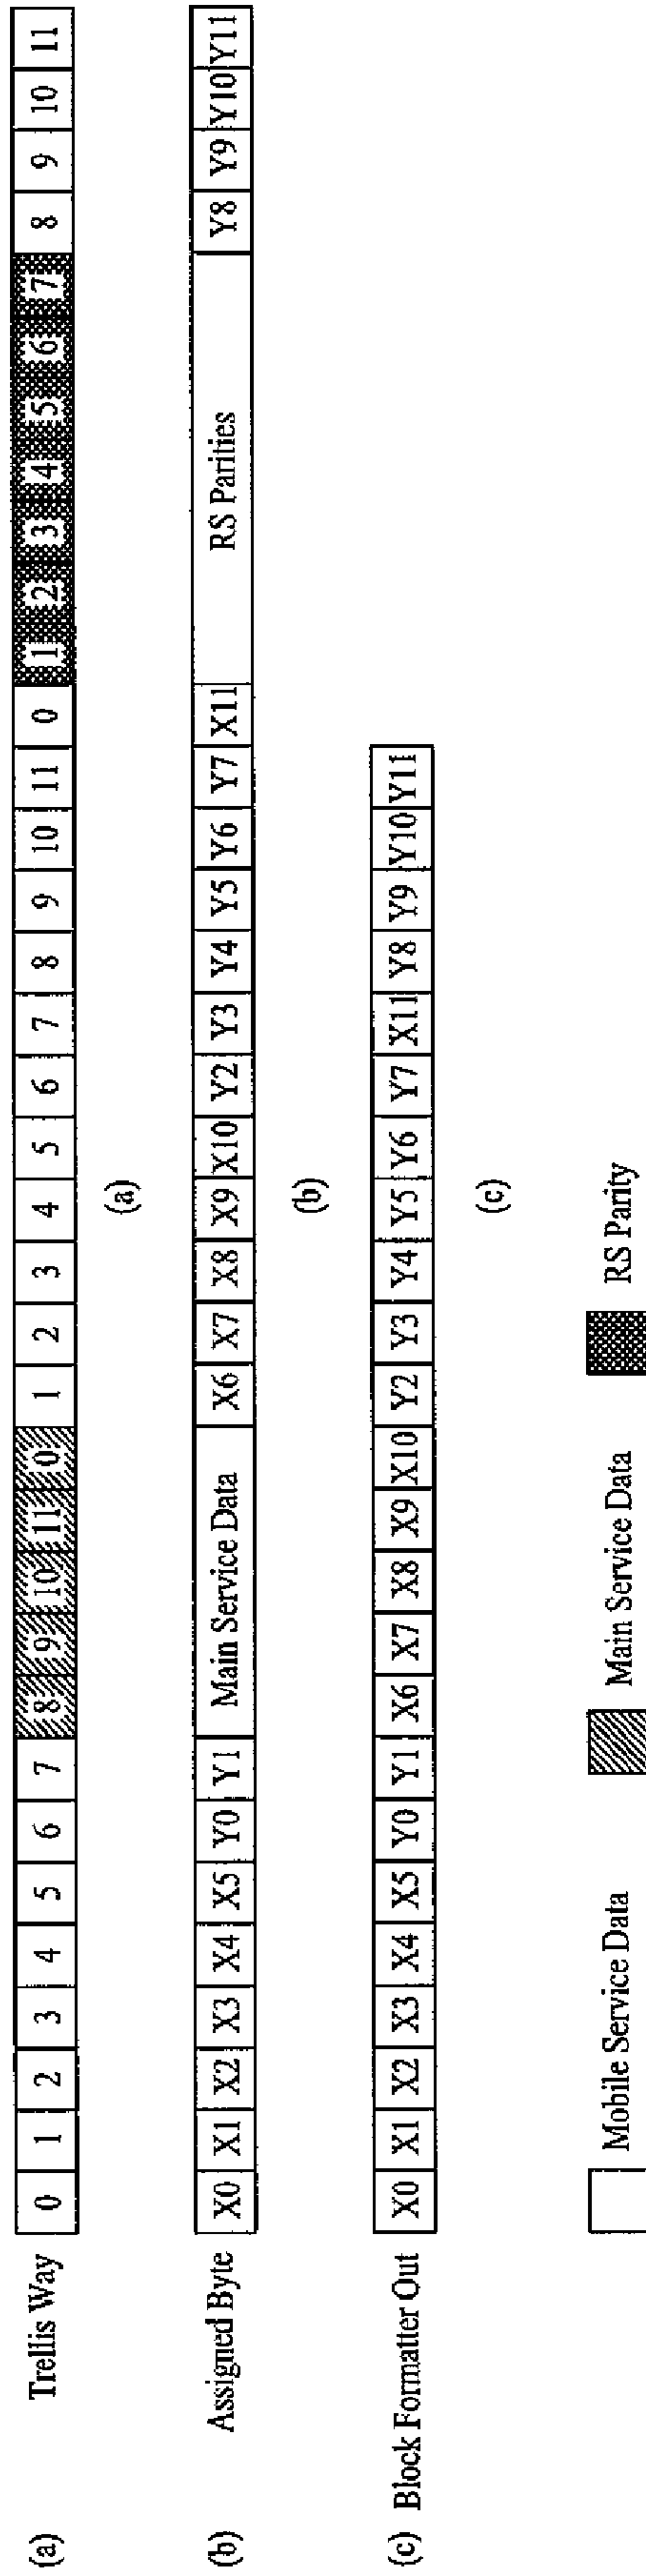 (a) Trellis Way 0 1 2 3 4 5 6 7 8 9 10 11 0 1 2 3 4 5 6 7 8 9 10 11 0 1 2 3 4 5 6 7 8 9 10 11
(a)
(b) Assigned Byte X0 X1 X2 X3 X4 X5 Y0 Y1 Main Service Data X6 X7 X8 X9 X10 Y2 Y3 Y4 Y5 Y6 Y7 X11 RS Parities Y8 Y9 Y10 Y11
(b)
(c) Block Formatter Out X0 X1 X2 X3 X4 X5 Y0 Y1 X6 X7 X8 X9 X10 Y2 Y3 Y4 Y5 Y6 Y7 X11 Y8 Y9 Y10 Y11
(c)
Mobile Service Data Main Service Data RS Parity